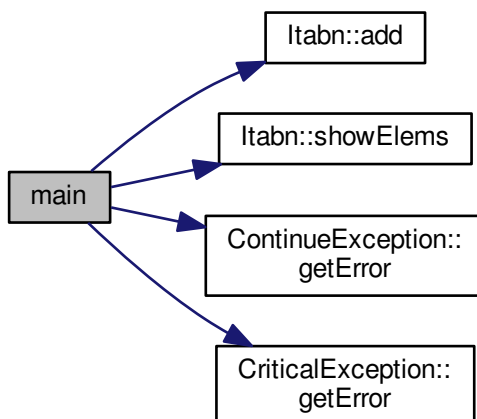 Itabn::add
Itabn::showElems
main
ContinueException::
getError
CriticalException::
getError